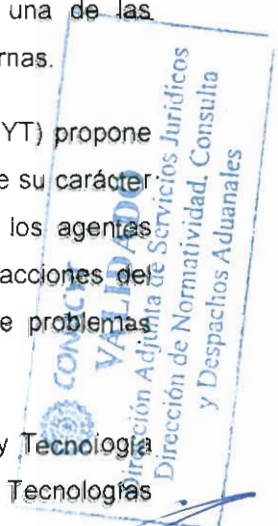 una de las
rnas.
YT) propone
e su carácter
los agentes
acciones del
e problemas
y Tecnología
Tecnologías
CONACYT
VALIDADO
Dirección Adjunta de Servicios Jurídicos
Dirección de Normatividad, Consulta
y Despachos Aduanales